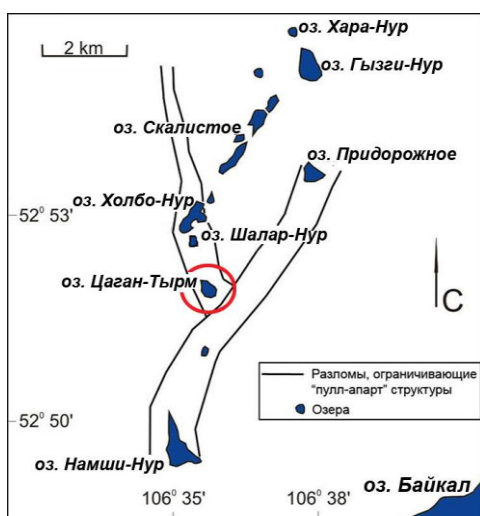 оз. Хара-Нур
2 km
оз. Гызги-Нур
оз. Скалистое
оз. Придорожное
оз. Холбо-Нур
52° 53'
оз. Шалар-Нур
оз. Цаган-Тырм
С
Разломы, ограничивающие
"пулл-апарт" структуры
Озера
52° 50'
оз. Намши-Нур
оз. Байкал
106° 35'
106° 38'